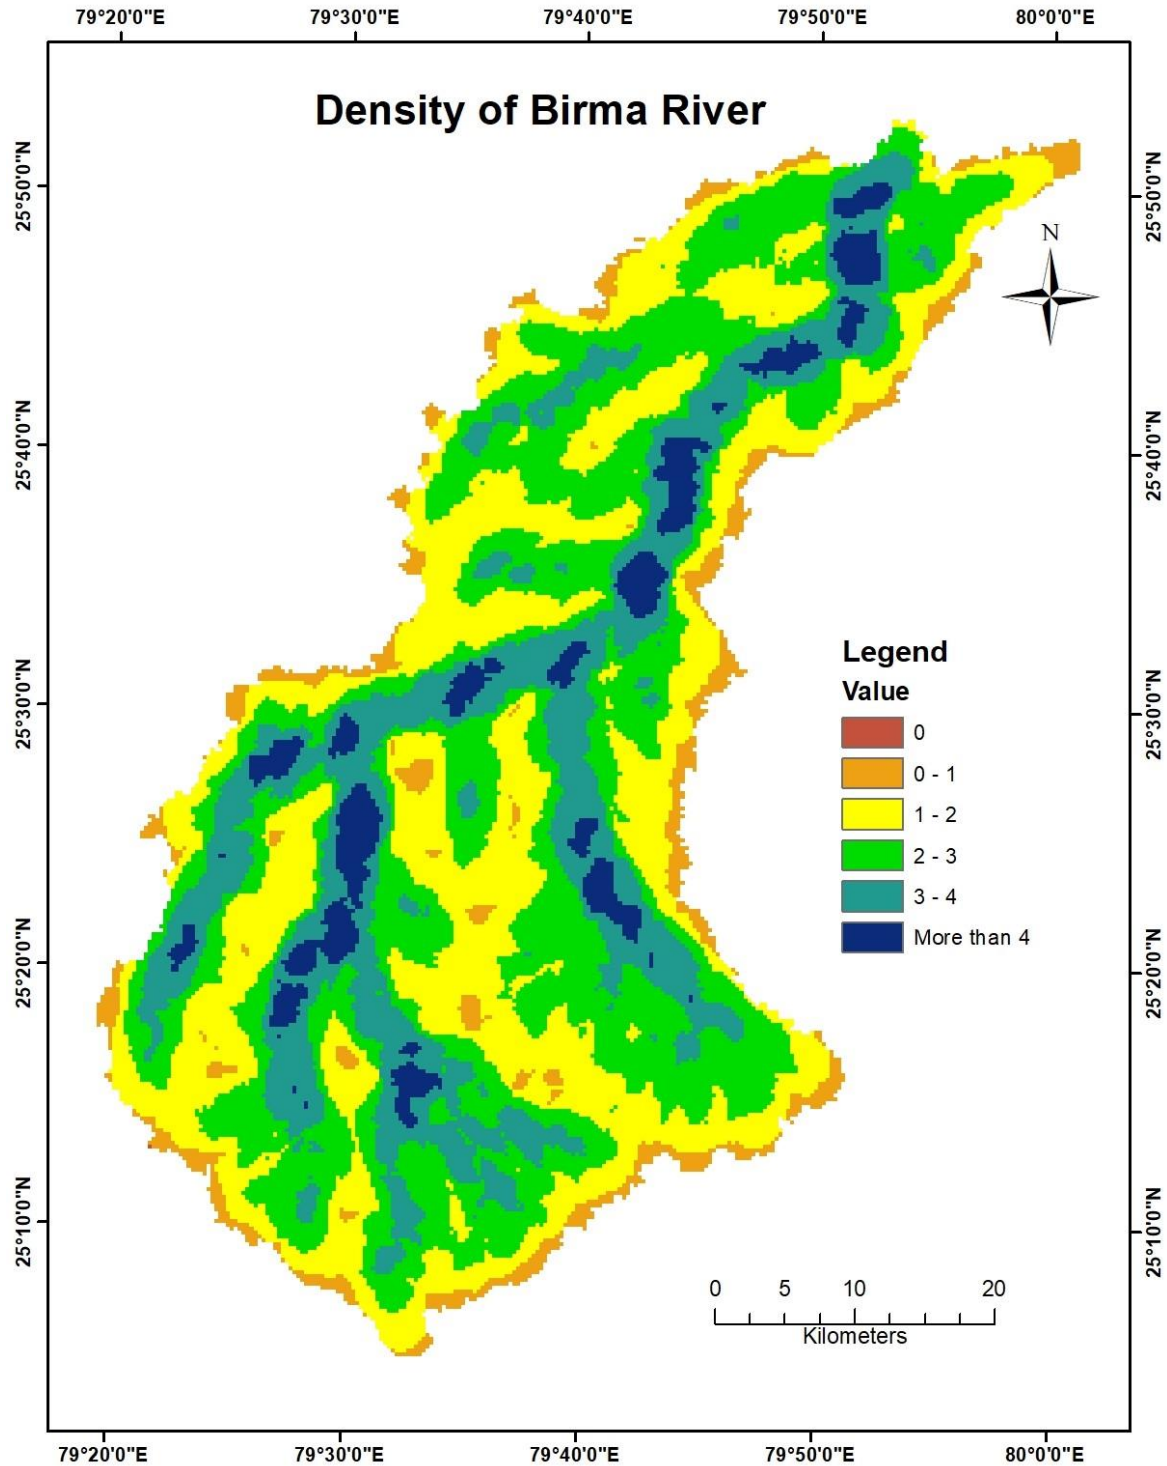 79°20'0"E 79°30'0"E 79°40'0"E 79°50'0"E 80°0'0"E
Density of Birma River
25°50'0"N
25°50'0"N
N
25°40'0"N
25°40'0"N
Legend
Value
0
0 - 1
1 - 2
2 - 3
3 - 4
More than 4
25°30'0"N
25°30'0"N
25°20'0"N
25°20'0"N
25°10'0"N
25°10'0"N
0 5 10 20
Kilometers
79°20'0"E 79°30'0"E 79°40'0"E 79°50'0"E 80°0'0"E